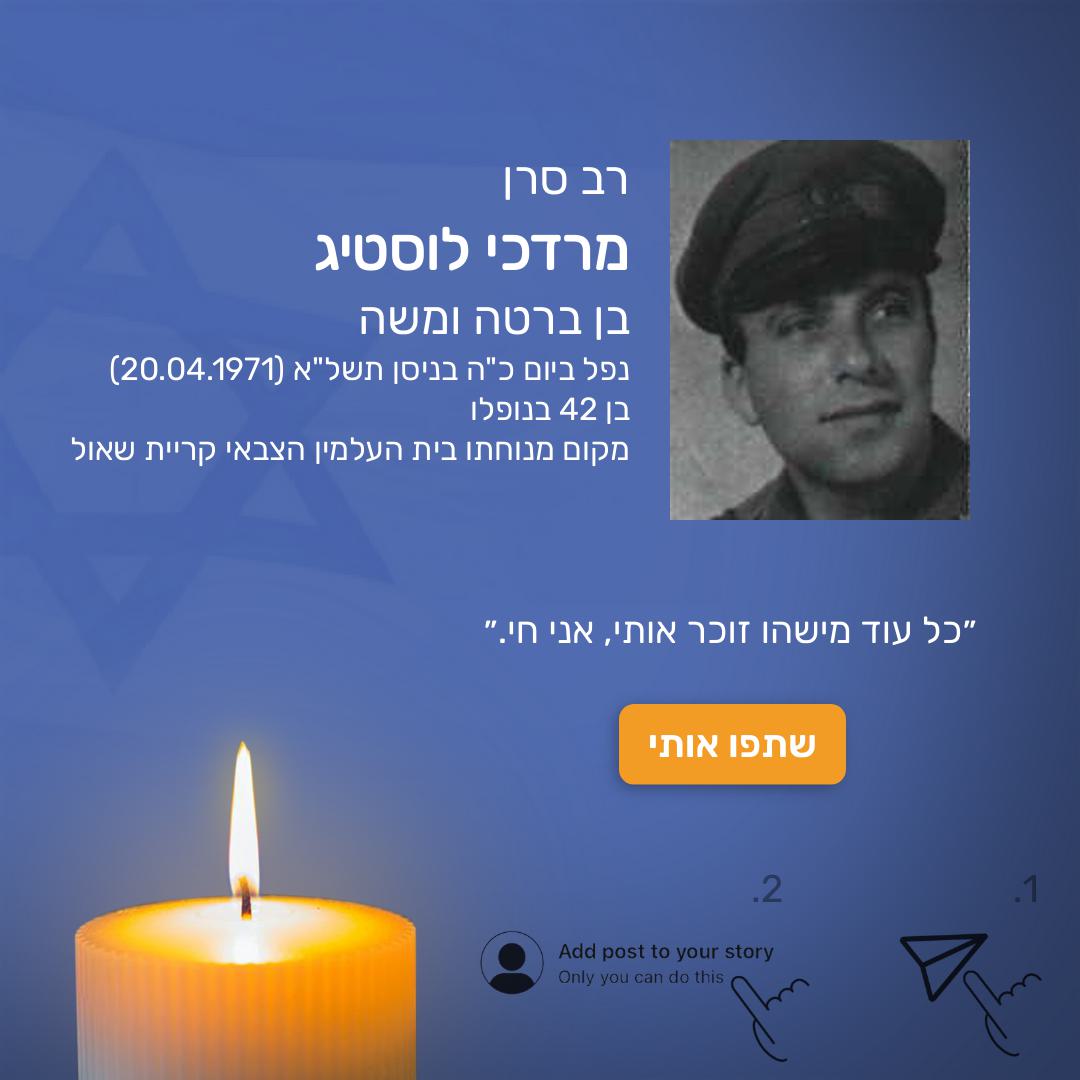 רב סרן
מרדכי לוסטיג
בן ברטה ומשה
נפל ביום כ"ה בניסן תשל"א (20.04.1971)
בן 42 בנופלו
מקום מנוחתו בית העלמין הצבאי קריית שאול
״כל עוד מישהו זוכר אותי, אני חי.״
שתפו אותי
.1
.2
Add post to your story
Only you can do this